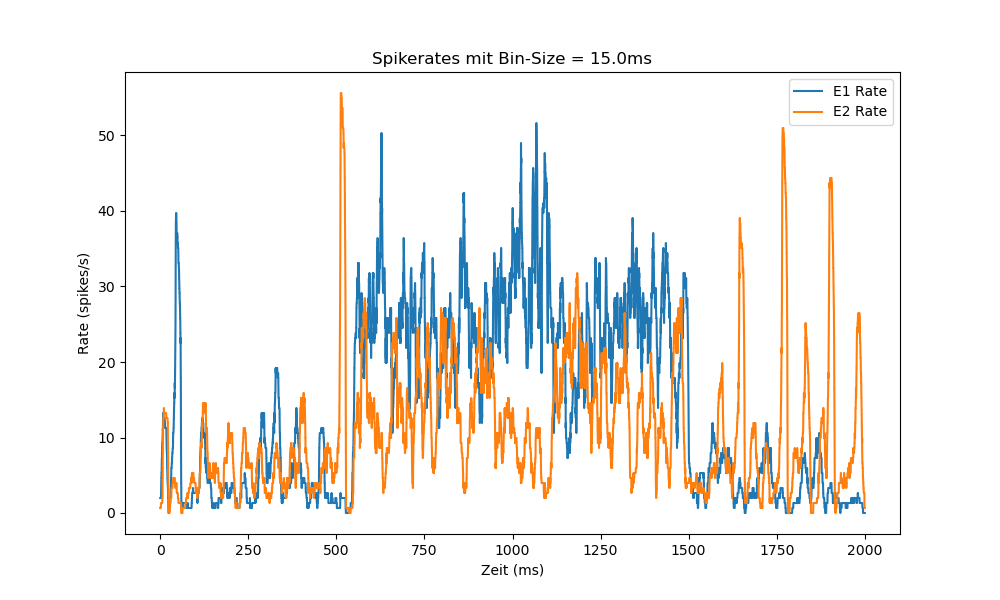 Spikerates mit Bin-Size = 15.0ms
E1 Rate
E2 Rate
50
40
30
20
10
0
Rate (spikes/s)
0 250 500 750 1000 1250 1500 1750 2000
Zeit (ms)